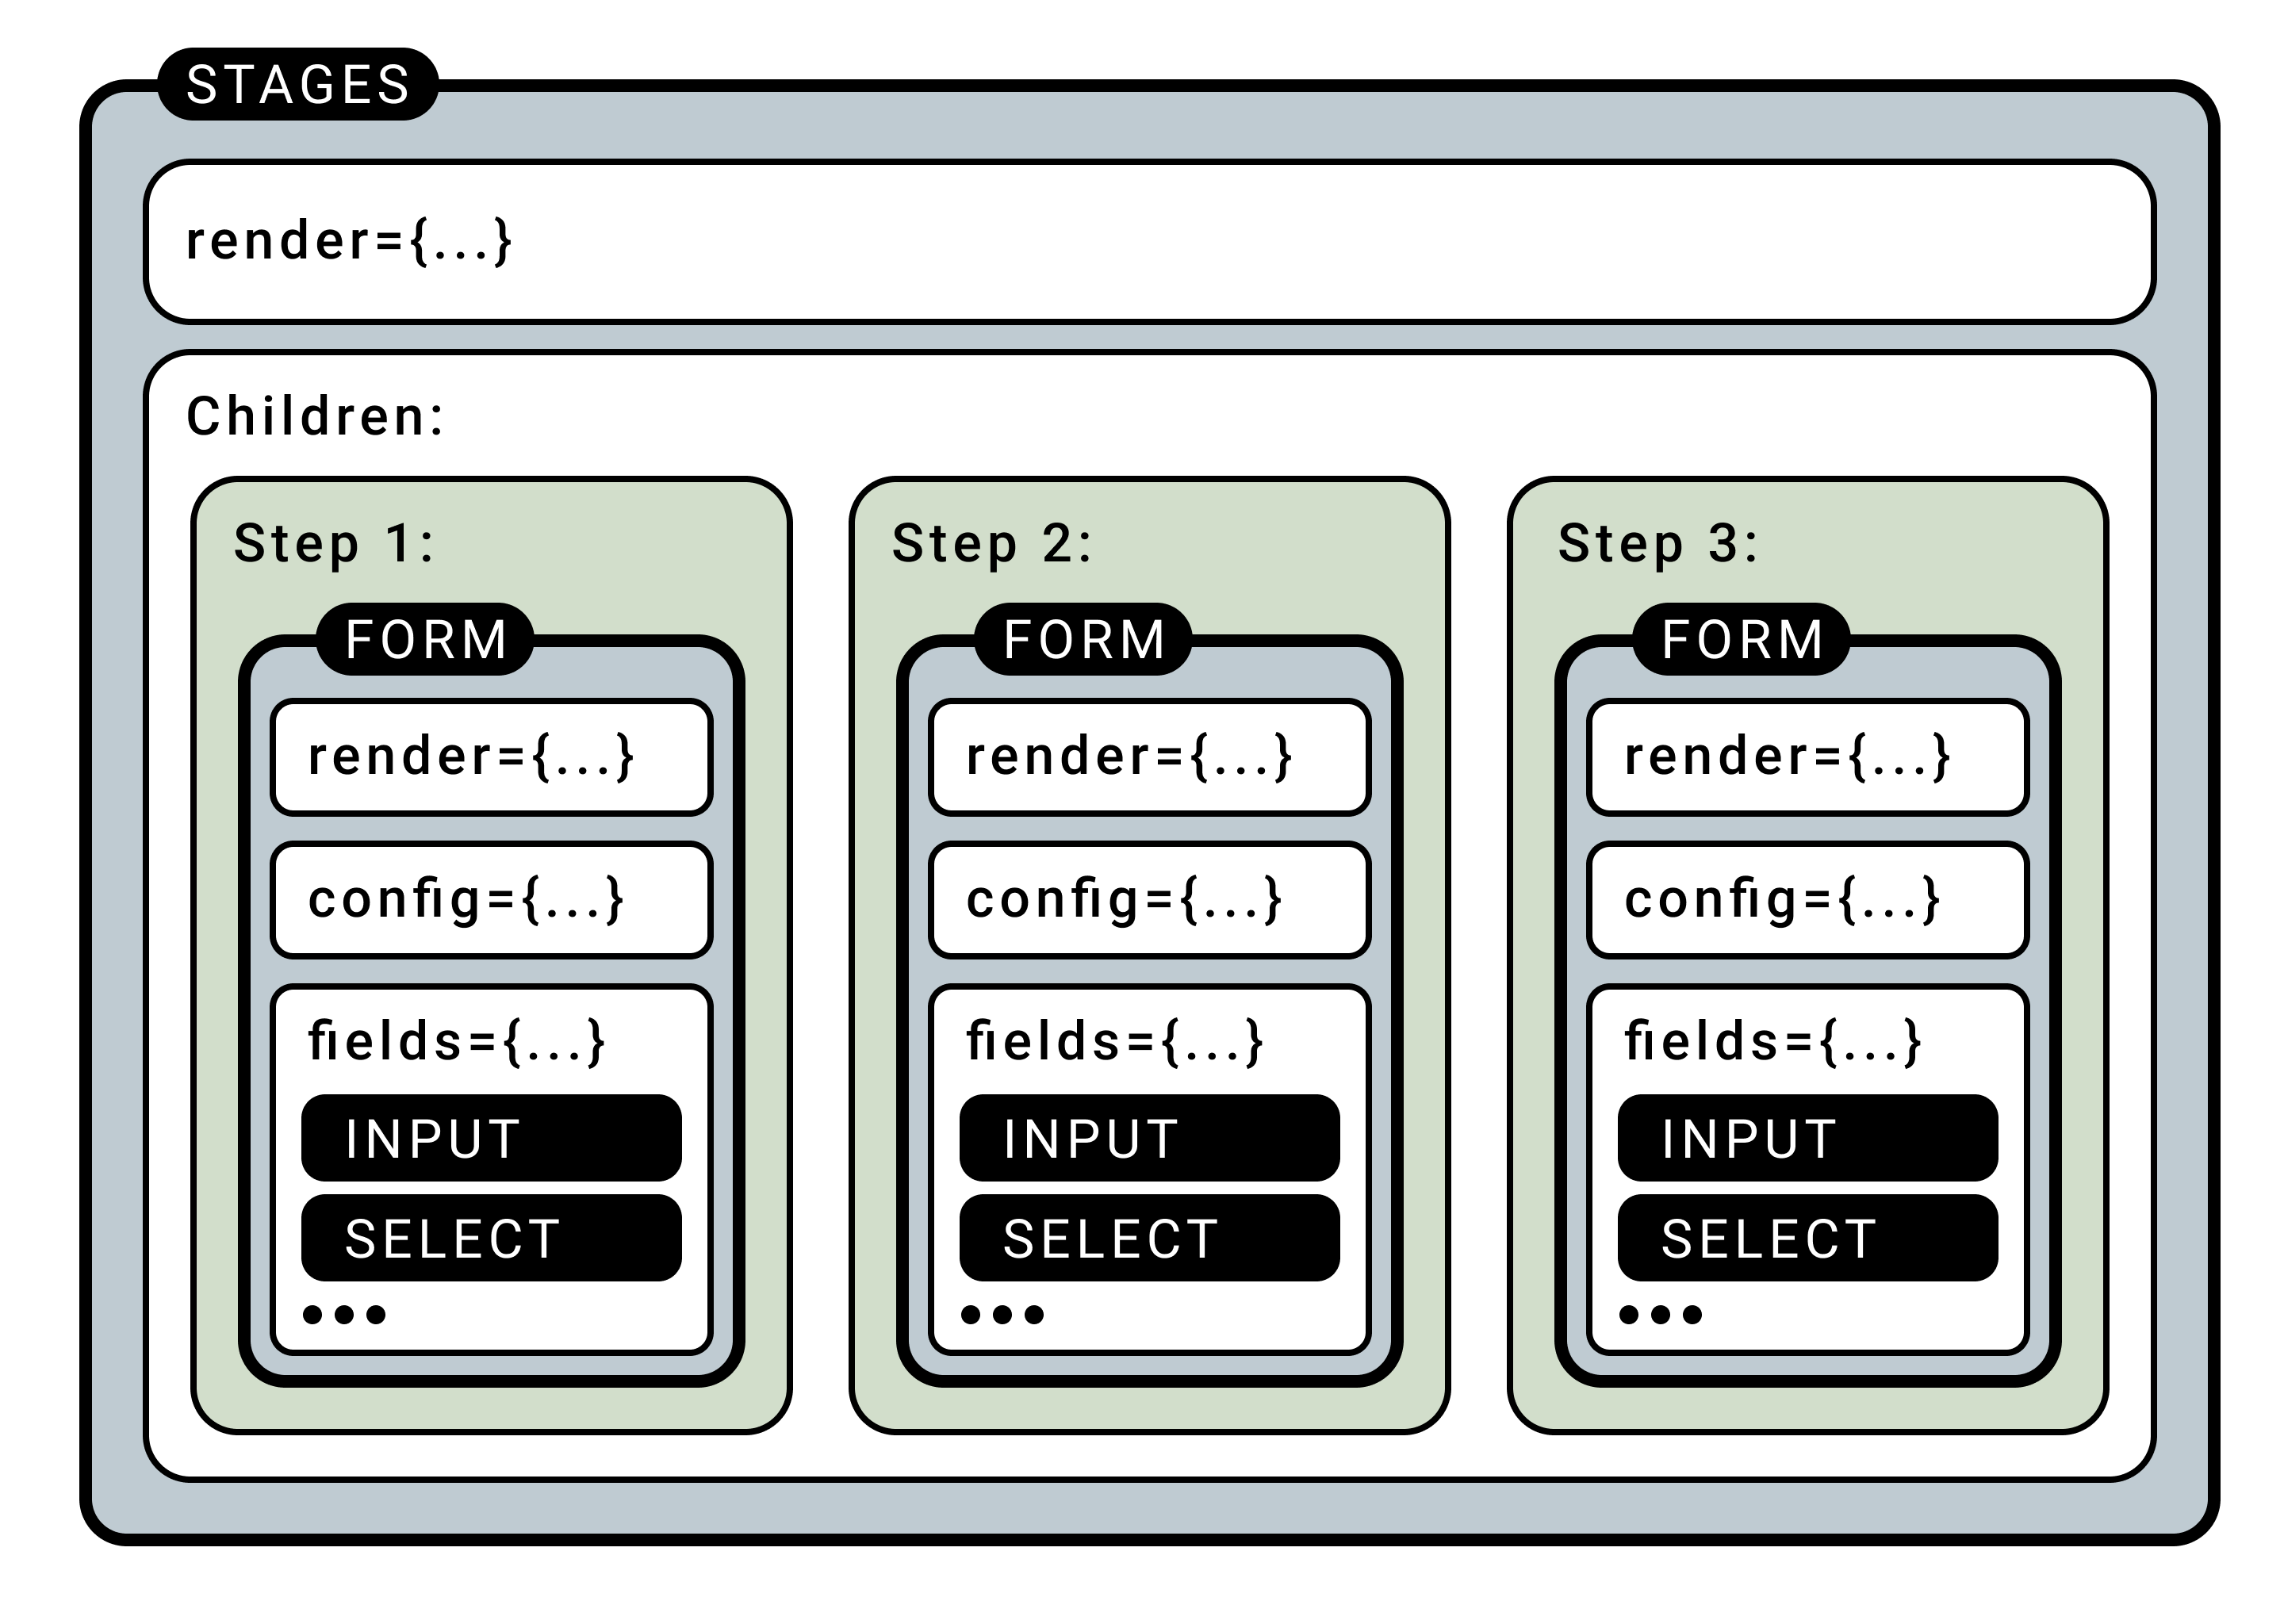 STAGES
render={...}
Children:
Step 1:
FORM
render={...}
config={...}
fields={...}
INPUT
SELECT
•••
Step 2:
FORM
render={...}
config={...}
fields={...}
INPUT
SELECT
•••
Step 3:
FORM
render={...}
config={...}
fields={...}
INPUT
SELECT
•••